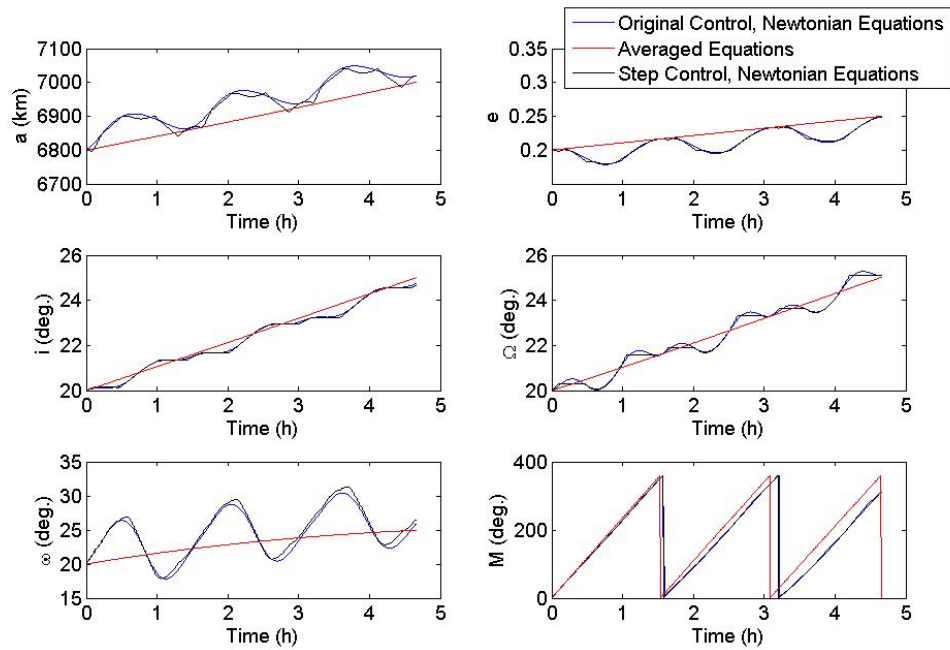 Original Control, Newtonian Equations
Averaged Equations
Step Control, Newtonian Equations
7100
7000
6900
6800
6700
a (km)
0 1 2 3 4 5
Time (h)
0.35
0.3
0.25
0.2
e
0 1 2 3 4 5
Time (h)
26
24
22
20
i (deg.)
0 1 2 3 4 5
Time (h)
26
24
22
20
Ω (deg.)
0 1 2 3 4 5
Time (h)
35
30
25
20
15
ω (deg.)
0 1 2 3 4 5
Time (h)
400
200
0
M (deg.)
0 1 2 3 4 5
Time (h)